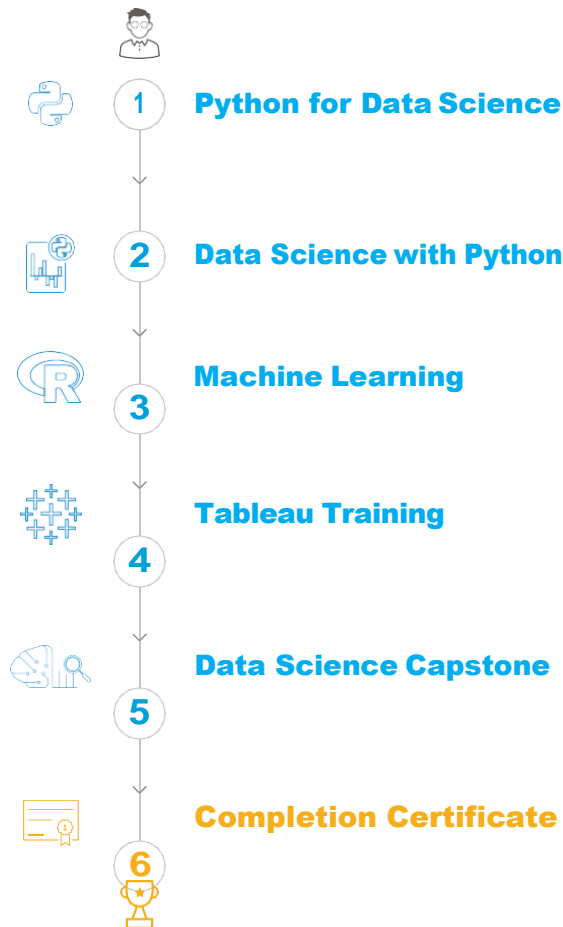 1 Python for Data Science
2 Data Science with Python
R Machine Learning
3
Tableau Training
4
Data Science Capstone
5
1 Completion Certificate
6